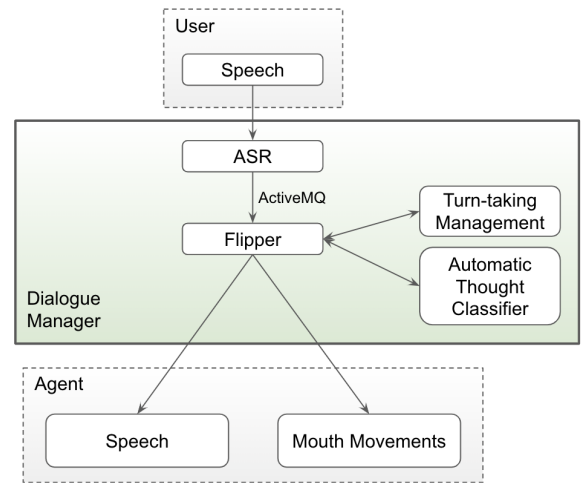 User
Speech
ASR
ActiveMQ
Flipper
Turn-taking
Management
Automatic
Thought
Classifier
Dialogue
Manager
Agent
Speech
Mouth Movements